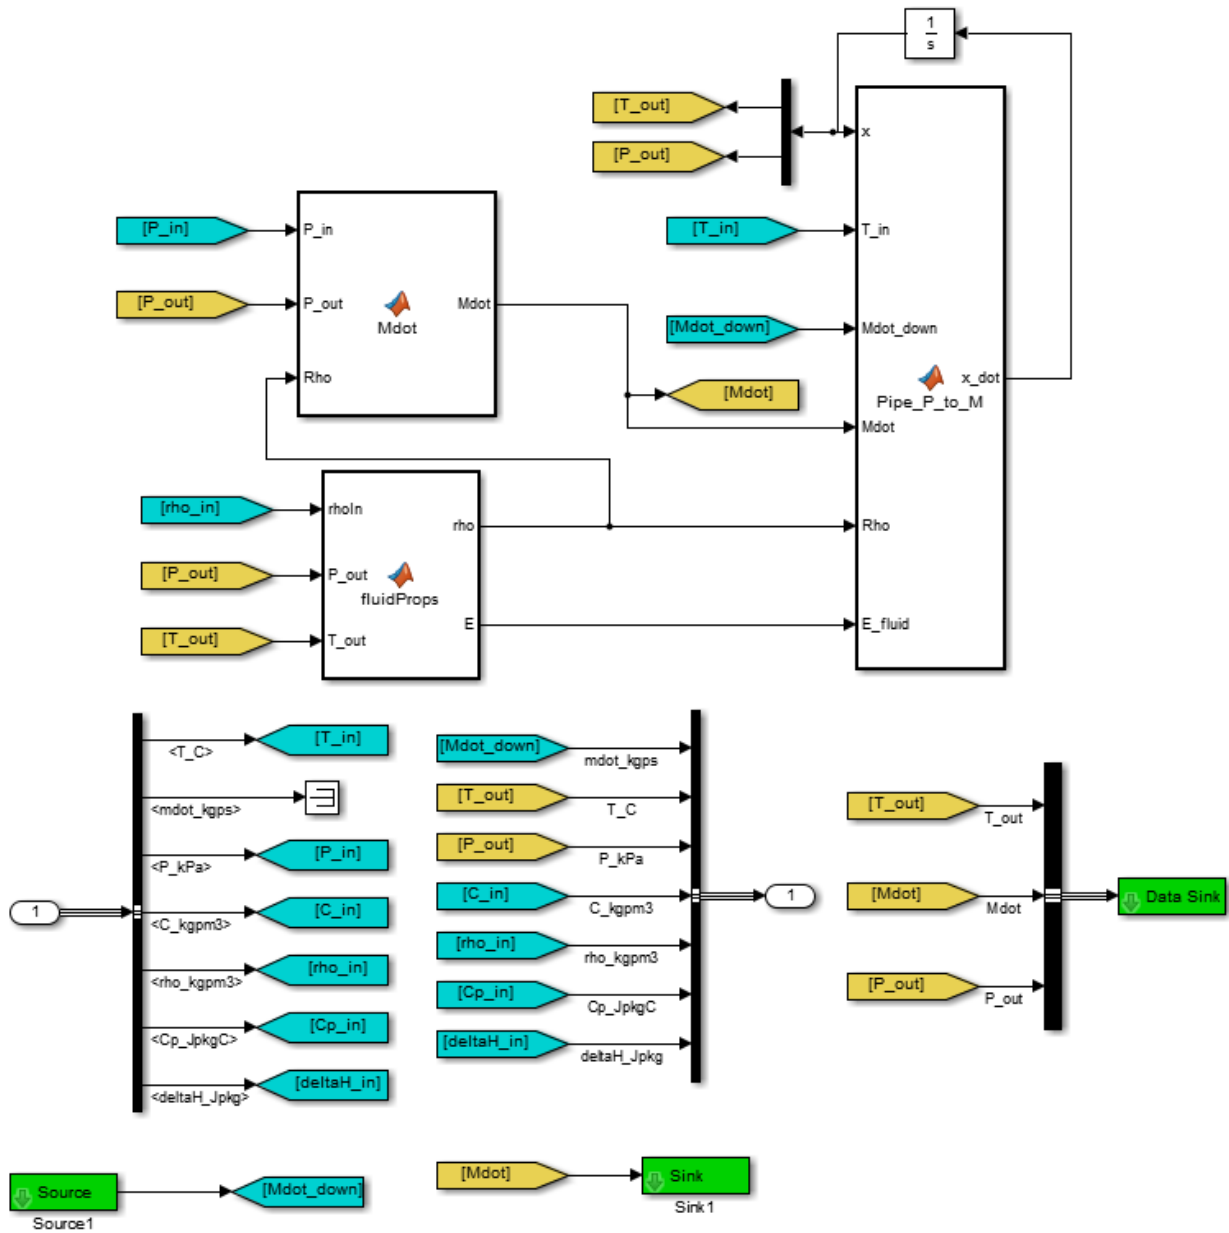 1
s
[T_out]
x
[P_out]
[P_in]
P_in
[T_in]
T_in
[P_out]
P_out
Mdot
Mdot
[Mdot_down]
Mdot_down
Rho
x_dot
Pipe_P_to_M
[Mdot]
Mdot
[rho_in]
rhoIn
rho
Rho
[P_out]
P_out
fluidProps
[T_out]
T_out
E
E_fluid
[T_in]
<T_C>
<mdot_kgps>
[P_in]
<P_kPa>
1
[C_in]
<C_kgpm3>
[rho_in]
<rho_kgpm3>
[Cp_in]
<Cp_JpkgC>
[deltaH_in]
<deltaH_Jpkg>
[Mdot_down]
mdot_kgps
[T_out]
T_C
[P_out]
P_kPa
[C_in]
C_kgpm3
1
[rho_in]
rho_kgpm3
[Cp_in]
Cp_JpkgC
[deltaH_in]
deltaH_Jpkg
[T_out]
T_out
[Mdot]
Mdot
Data Sink
[P_out]
P_out
Source
[Mdot_down]
Source1
[Mdot]
Sink
Sink1